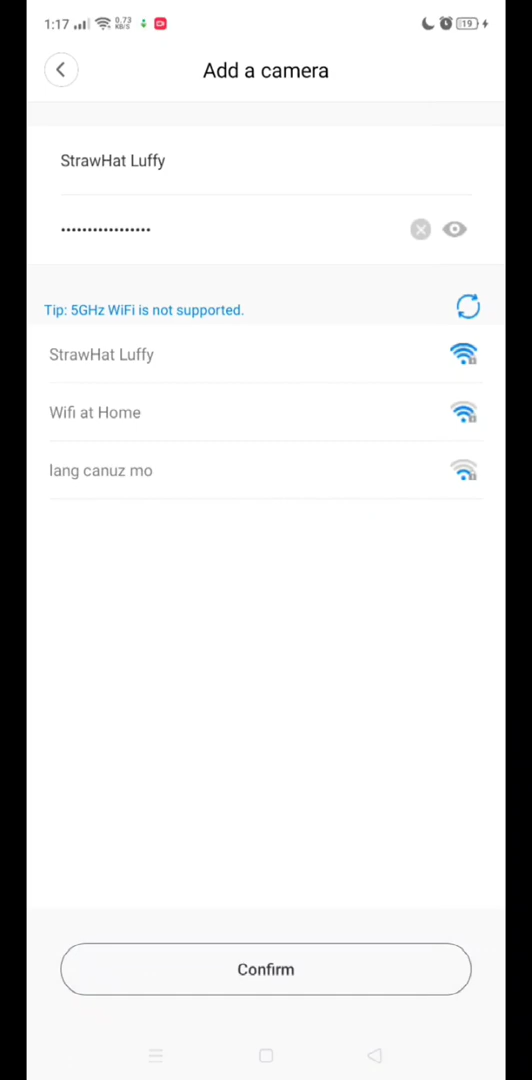 1:17 0.73 KB/S 19
Add a camera
StrawHat Luffy
•••••••••••••••••
Tip: 5GHz WiFi is not supported.
StrawHat Luffy
Wifi at Home
lang canuz mo
Confirm